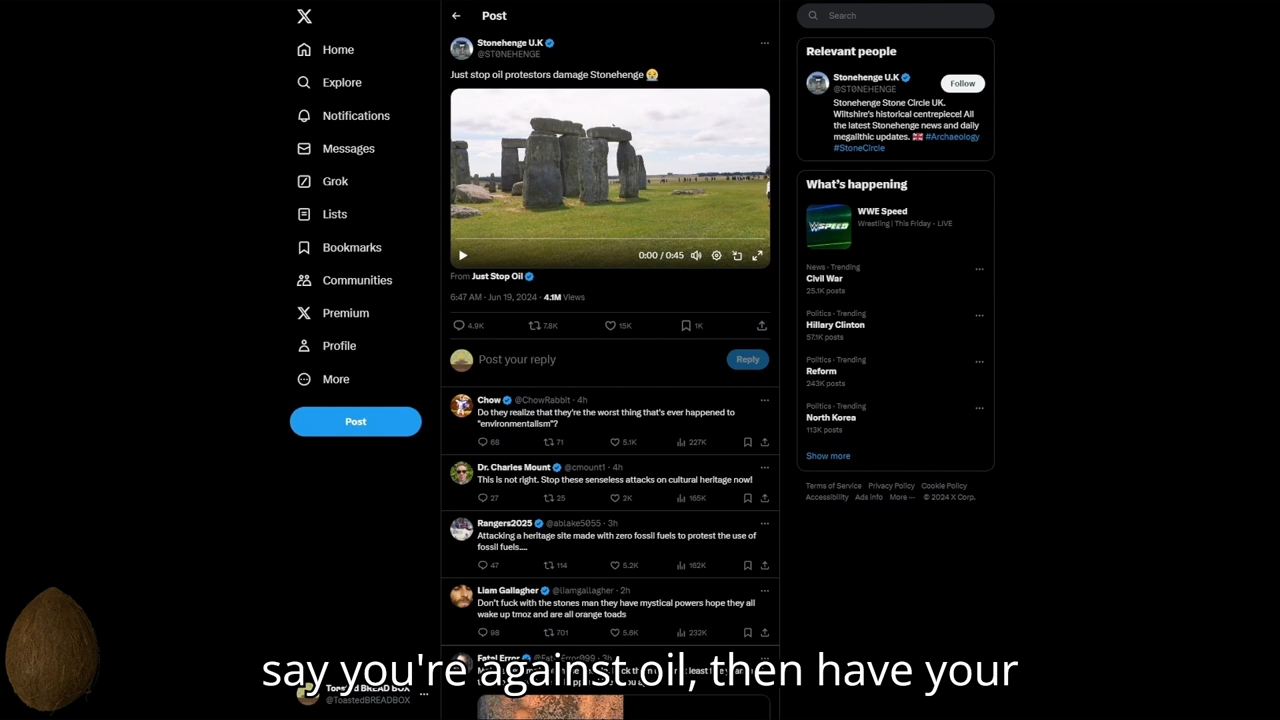 Home
Explore
Notifications
Messages
Grok
Lists
Bookmarks
Communities
Premium
Profile
More
Post
Toasted BREAD BOX
@ToastedBREADBOX
Post
Stonehenge U.K
@ST0NEHENGE
Just stop oil protestors damage Stonehenge 😭
0:00 / 0:45
From Just Stop Oil
6:47 AM · Jun 19, 2024 · 4.1M Views
4.9K 7.8K 15K 1K
Post your reply
Reply
Chow @ChowRabbit · 4h
Do they realize that they're the worst thing that's ever happened to
"environmentalism"?
68 71 5.1K 227K
Dr. Charles Mount @cmount1 · 4h
This is not right. Stop these senseless attacks on cultural heritage now!
27 25 2K 165K
Rangers2025 @ablake5055 · 3h
Attacking a heritage site made with zero fossil fuels to protest the use of
fossil fuels....
47 114 5.2K 162K
Liam Gallagher @liamgallagher · 2h
Don't fuck with the stones man they have mystical powers hope they all
wake up tmoz and are all orange toads
98 701 5.6K 232K
Fatal Error
say you're against oil, then have your
Search
Relevant people
Stonehenge U.K
@ST0NEHENGE
Follow
Stonehenge Stone Circle UK.
Wiltshire's historical centrepiece! All
the latest Stonehenge news and daily
megalithic updates. 🇬🇧 #Archaeology
#StoneCircle
What's happening
WWE SPEED
WWE Speed
Wrestling | This Friday · LIVE
News · Trending
Civil War
25.1K posts
Politics · Trending
Hillary Clinton
57.1K posts
Politics · Trending
Reform
243K posts
Politics · Trending
North Korea
113K posts
Show more
Terms of Service Privacy Policy Cookie Policy
Accessibility Ads info More ··· © 2024 X Corp.